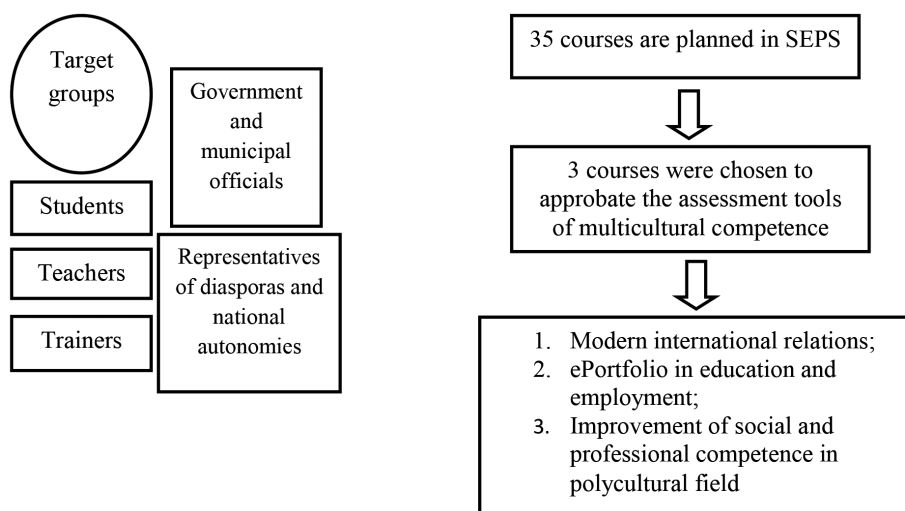 Target
groups
Students
Teachers
Trainers
Government
and
municipal
officials
Representatives
of diasporas and
national
autonomies
35 courses are planned in SEPS
3 courses were chosen to
approbate the assessment tools
of multicultural competence
1. Modern international relations;
2. ePortfolio in education and
employment;
3. Improvement of social and
professional competence in
polycultural field